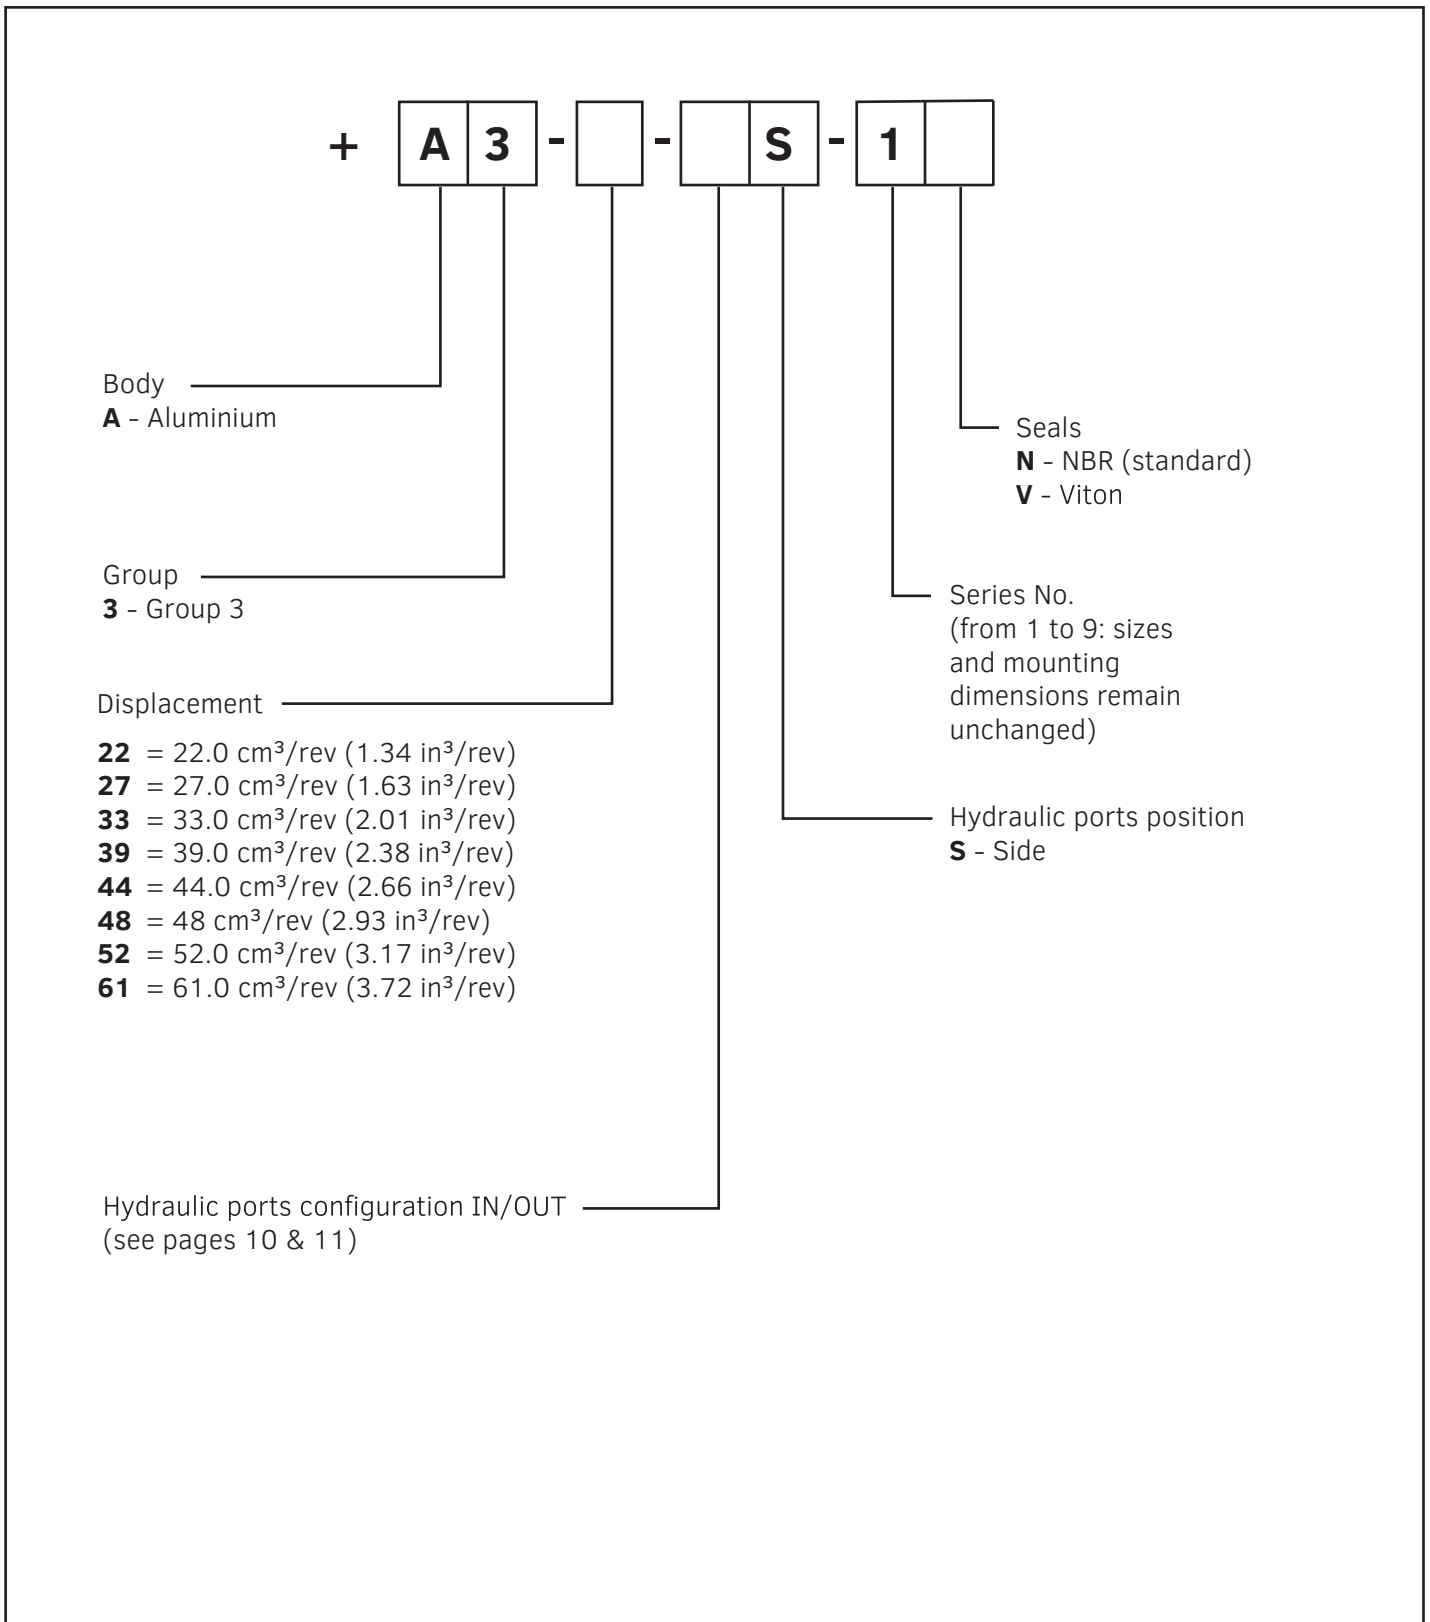 + A 3 - - S - 1
Body
A - Aluminium
Seals
N - NBR (standard)
V - Viton
Group
3 - Group 3
Series No.
(from 1 to 9: sizes
and mounting
dimensions remain
unchanged)
Displacement
22 = 22.0 cm³/rev (1.34 in³/rev)
27 = 27.0 cm³/rev (1.63 in³/rev)
33 = 33.0 cm³/rev (2.01 in³/rev)
39 = 39.0 cm³/rev (2.38 in³/rev)
44 = 44.0 cm³/rev (2.66 in³/rev)
48 = 48 cm³/rev (2.93 in³/rev)
52 = 52.0 cm³/rev (3.17 in³/rev)
61 = 61.0 cm³/rev (3.72 in³/rev)
Hydraulic ports position
S - Side
Hydraulic ports configuration IN/OUT
(see pages 10 & 11)